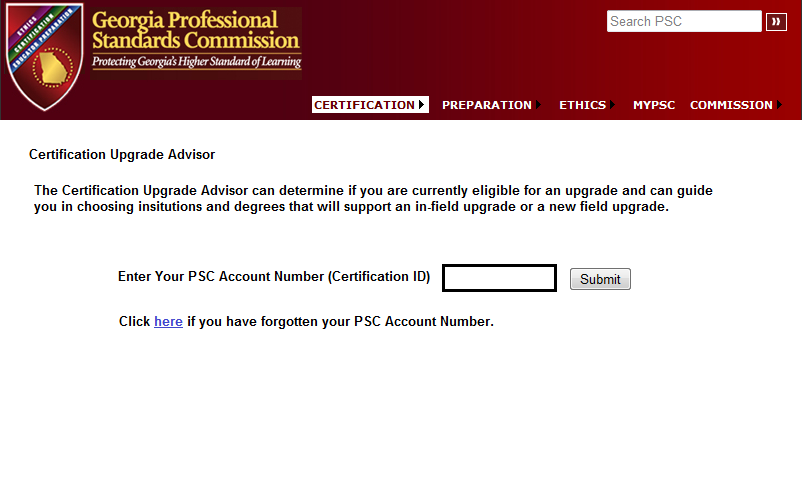 ETHICS
CERTIFICATION
EDUCATOR PREPARATION
Georgia Professional
Standards Commission
Protecting Georgia's Higher Standard of Learning
Search PSC
CERTIFICATION
PREPARATION
ETHICS
MYPSC
COMMISSION
Certification Upgrade Advisor
The Certification Upgrade Advisor can determine if you are currently eligible for an upgrade and can guide
you in choosing insitutions and degrees that will support an in-field upgrade or a new field upgrade.
Enter Your PSC Account Number (Certification ID)
Submit
Click here if you have forgotten your PSC Account Number.